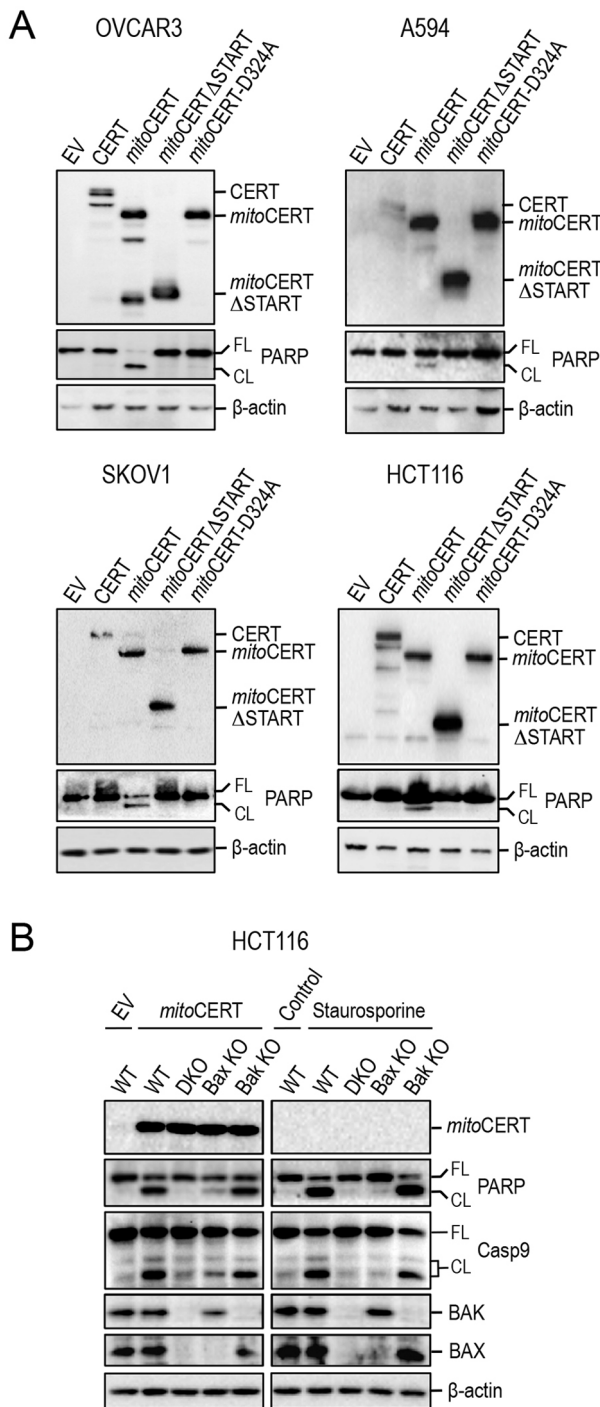 A
OVCAR3
EV
CERT
mitoCERT
mitoCERTΔSTART
mitoCERT-D324A
CERT
mitoCERT
mitoCERT
ΔSTART
FL
PARP
CL
β-actin
A594
EV
CERT
mitoCERT
mitoCERTΔSTART
mitoCERT-D324A
CERT
mitoCERT
mitoCERT
ΔSTART
FL
PARP
CL
β-actin
SKOV1
EV
CERT
mitoCERT
mitoCERTΔSTART
mitoCERT-D324A
CERT
mitoCERT
mitoCERT
ΔSTART
FL
PARP
CL
β-actin
HCT116
EV
CERT
mitoCERT
mitoCERTΔSTART
mitoCERT-D324A
CERT
mitoCERT
mitoCERT
ΔSTART
FL
PARP
CL
β-actin
B
HCT116
EV
mitoCERT
Control
Staurosporine
WT
WT
DKO
Bax KO
Bak KO
WT
WT
DKO
Bax KO
Bak KO
mitoCERT
FL
PARP
CL
FL
Casp9
CL
BAK
BAX
β-actin